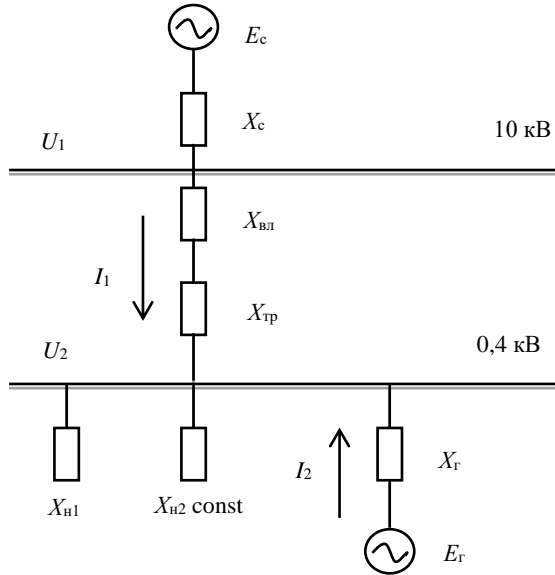 Eс
Xс
U1
10 кВ
Xвл
I1
Xтр
U2
0,4 кВ
I2
Xг
Xн1
Xн2 const
Eг